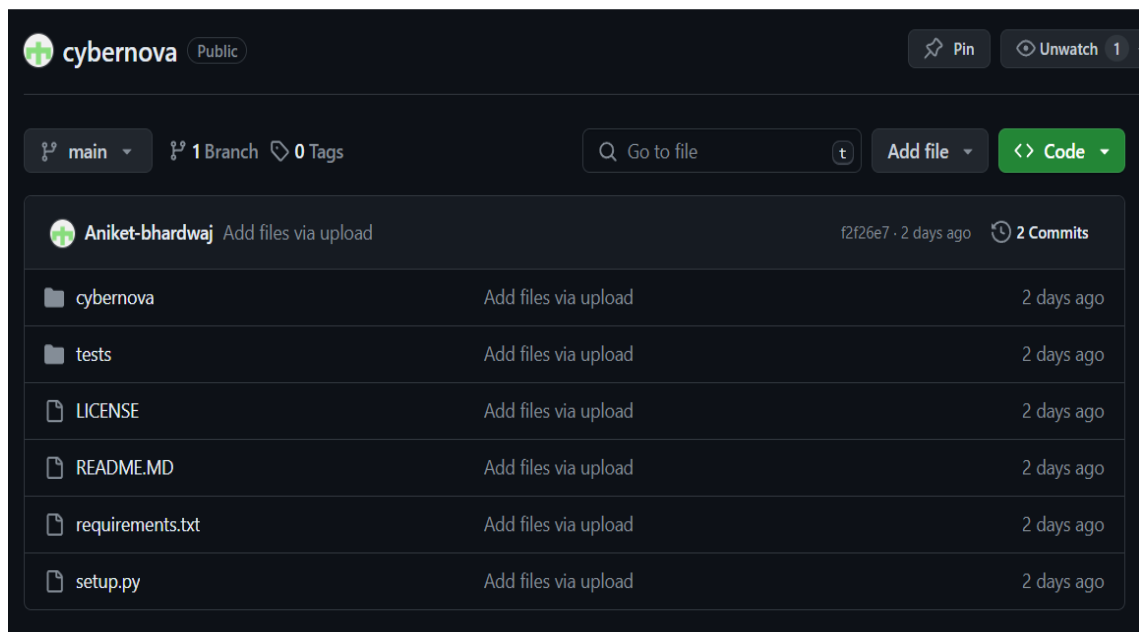 cybernova Public Pin Unwatch 1
main 1 Branch 0 Tags Go to file t Add file Code
Aniket-bhardwaj Add files via upload f2f26e7 · 2 days ago 2 Commits
cybernova Add files via upload 2 days ago
tests Add files via upload 2 days ago
LICENSE Add files via upload 2 days ago
README.MD Add files via upload 2 days ago
requirements.txt Add files via upload 2 days ago
setup.py Add files via upload 2 days ago